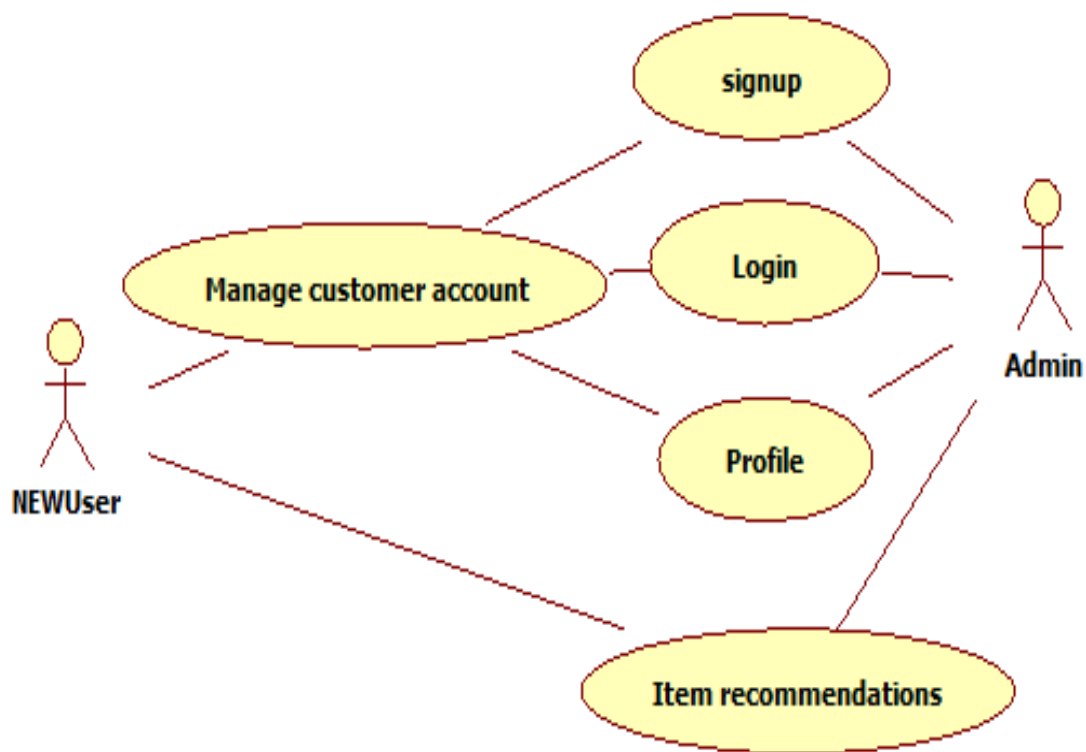 signup
Login
Manage customer account
Admin
Profile
NEWUser
Item recommendations